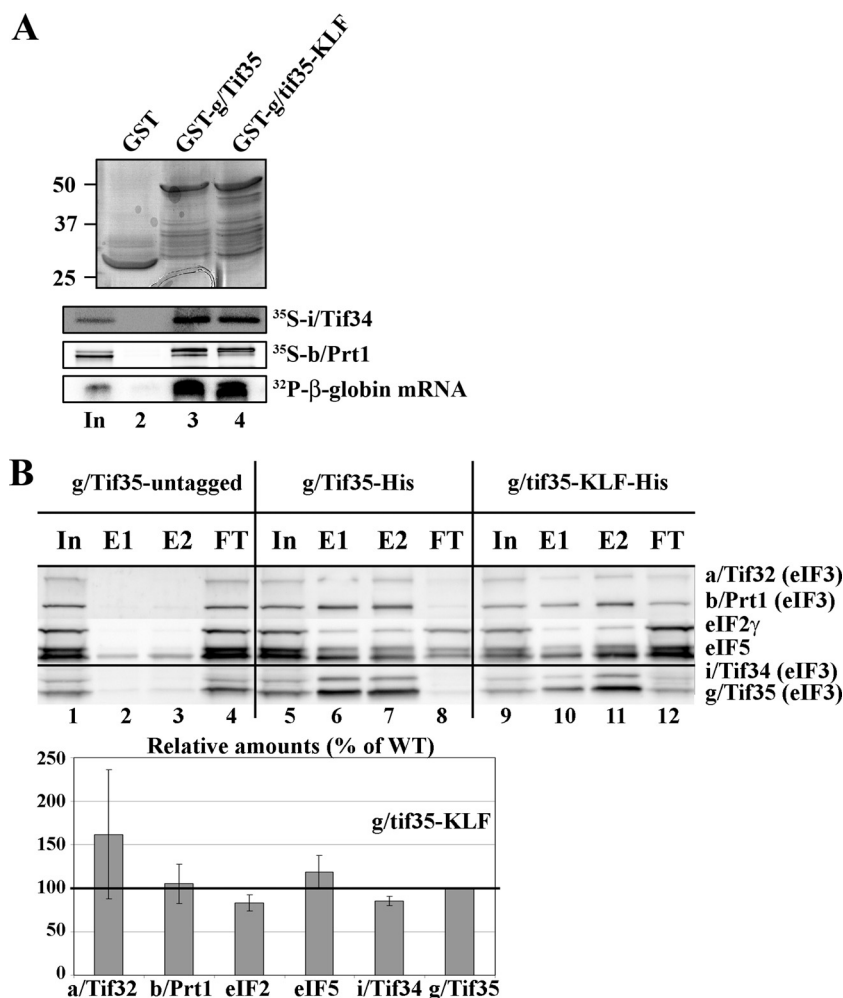 A
GST
GST-g/Tif35
GST-g/tif35-KLF
50
37
25
³⁵S-i/Tif34
³⁵S-b/Prt1
³²P-β-globin mRNA
In 2 3 4
B
g/Tif35-untagged g/Tif35-His g/tif35-KLF-His
In E1 E2 FT In E1 E2 FT In E1 E2 FT
a/Tif32 (eIF3)
b/Prt1 (eIF3)
eIF2γ
eIF5
i/Tif34 (eIF3)
g/Tif35 (eIF3)
1 2 3 4 5 6 7 8 9 10 11 12
Relative amounts (% of WT)
250
200
150
100
50
0
g/tif35-KLF
a/Tif32 b/Prt1 eIF2 eIF5 i/Tif34 g/Tif35